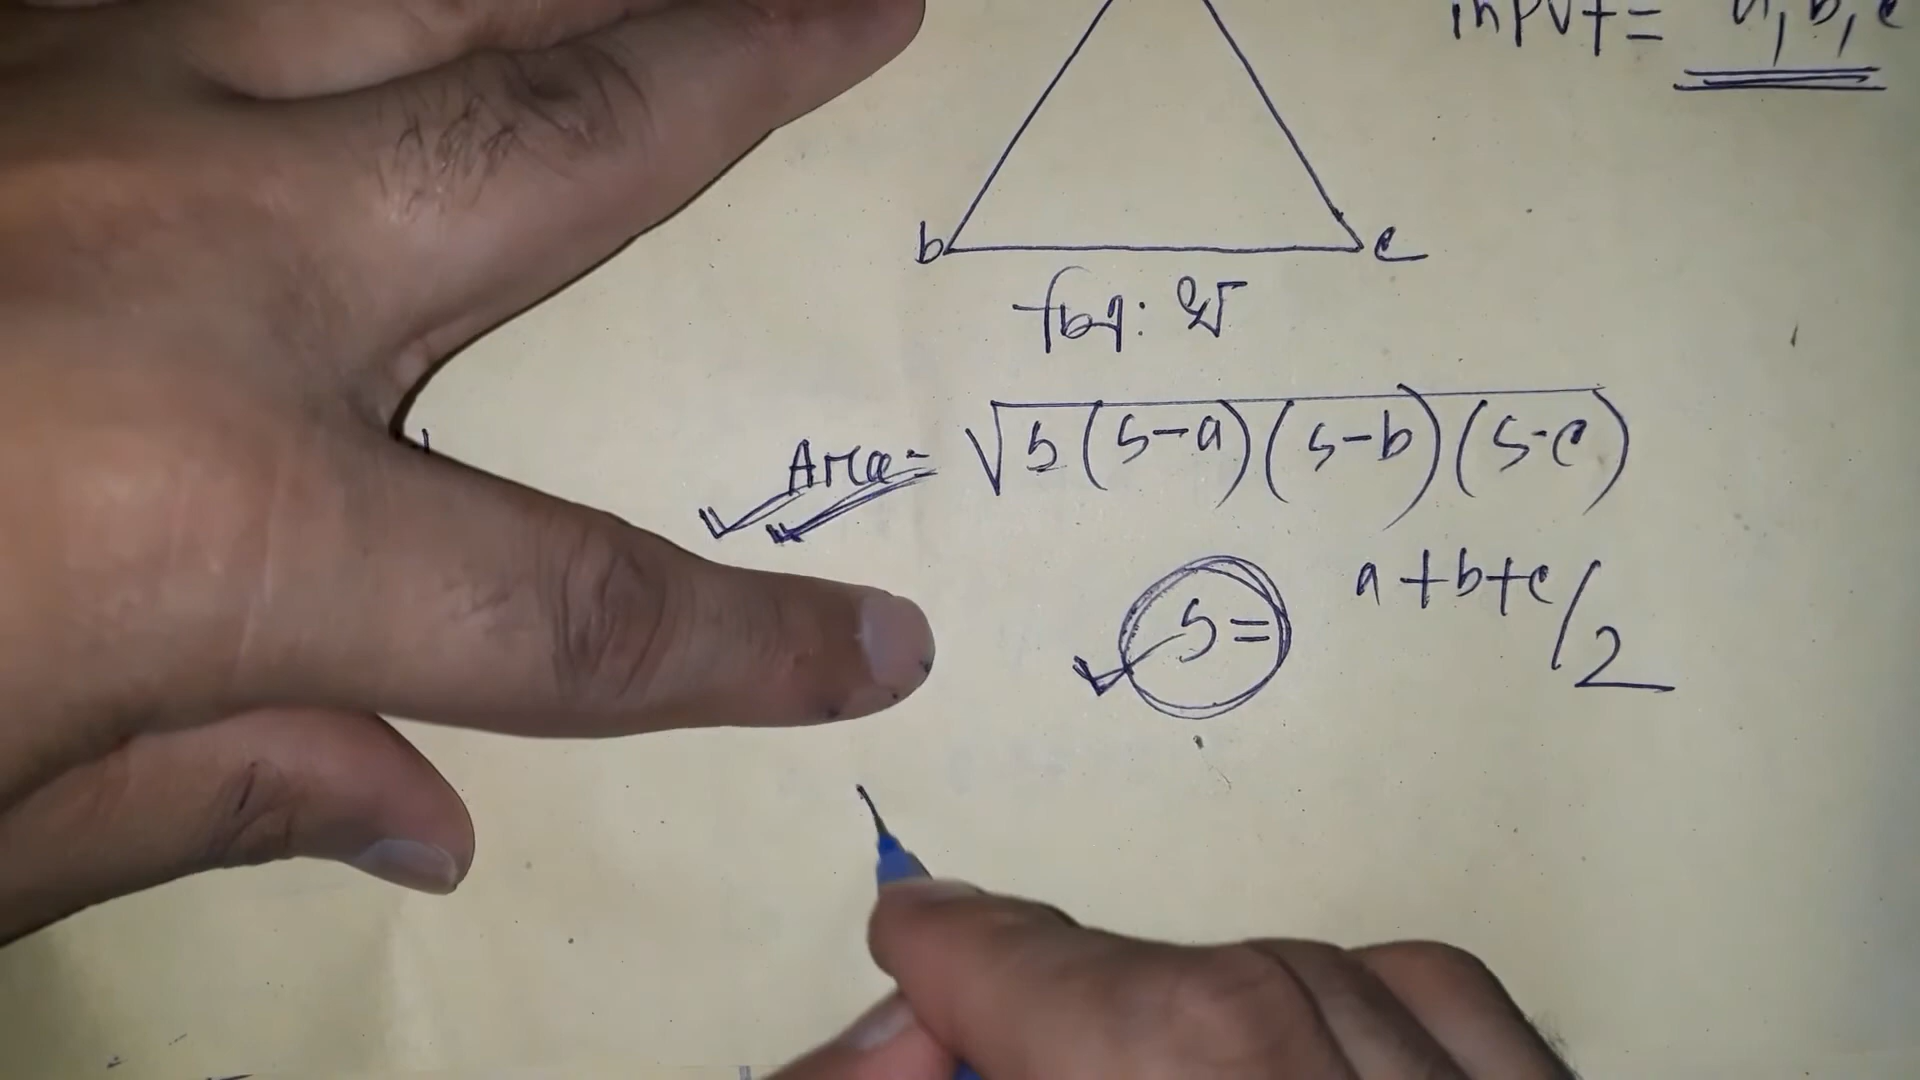 input = a, b, c
b c
fig: খ
Area = √s(s-a)(s-b)(s-c)
s= a+b+c/2